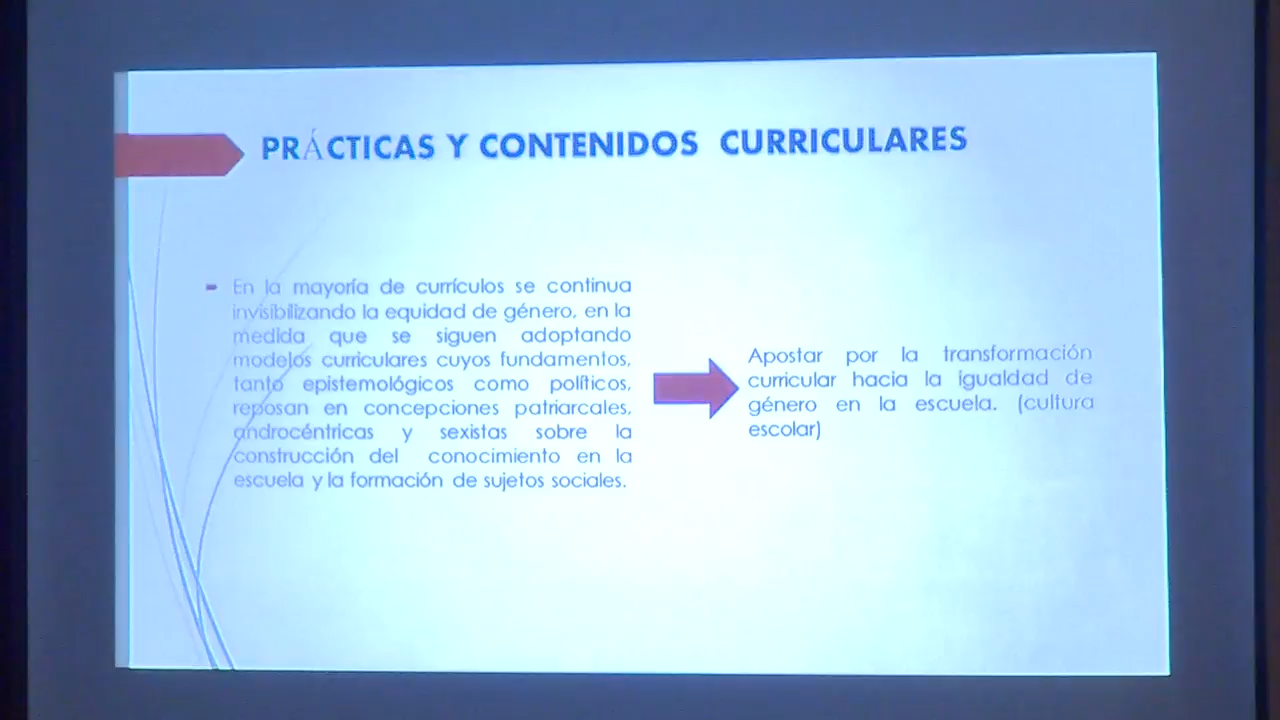 PRÁCTICAS Y CONTENIDOS CURRICULARES
En la mayoría de currículos se continua
invisibilizando la equidad de género, en la
medida que se siguen adoptando
modelos curriculares cuyos fundamentos,
tanto epistemológicos como políticos,
reposan en concepciones patriarcales,
androcéntricas y sexistas sobre la
construcción del conocimiento en la
escuela y la formación de sujetos sociales.
Apostar por la transformación
curricular hacia la igualdad de
género en la escuela. (cultura
escolar)